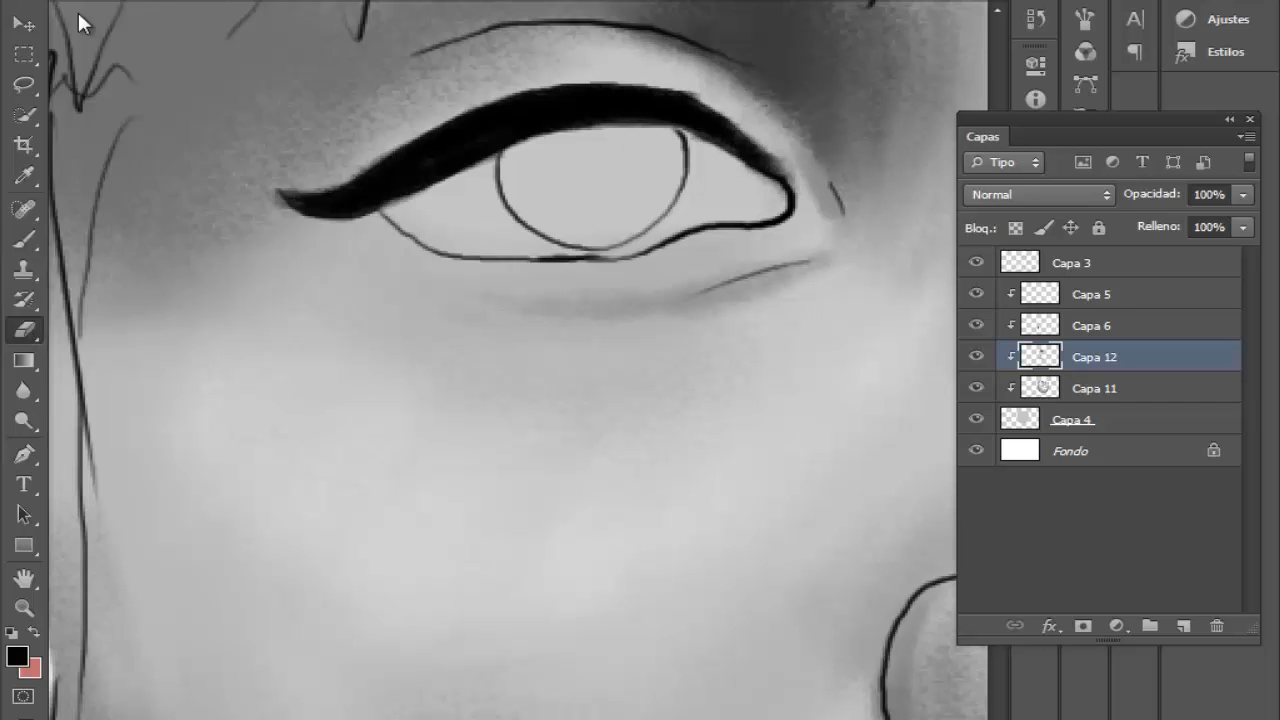 Ajustes
Estilos
Capas
Tipo
Normal
Opacidad:
100%
Bloq.:
Relleno:
100%
Capa 3
Capa 5
Capa 6
Capa 12
Capa 11
Capa 4
Fondo
fx